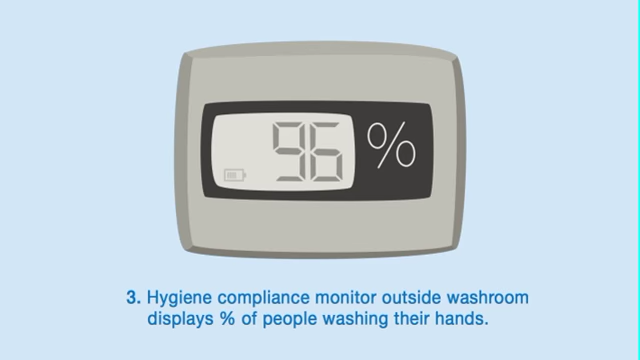 96 %
3. Hygiene compliance monitor outside washroom
displays % of people washing their hands.